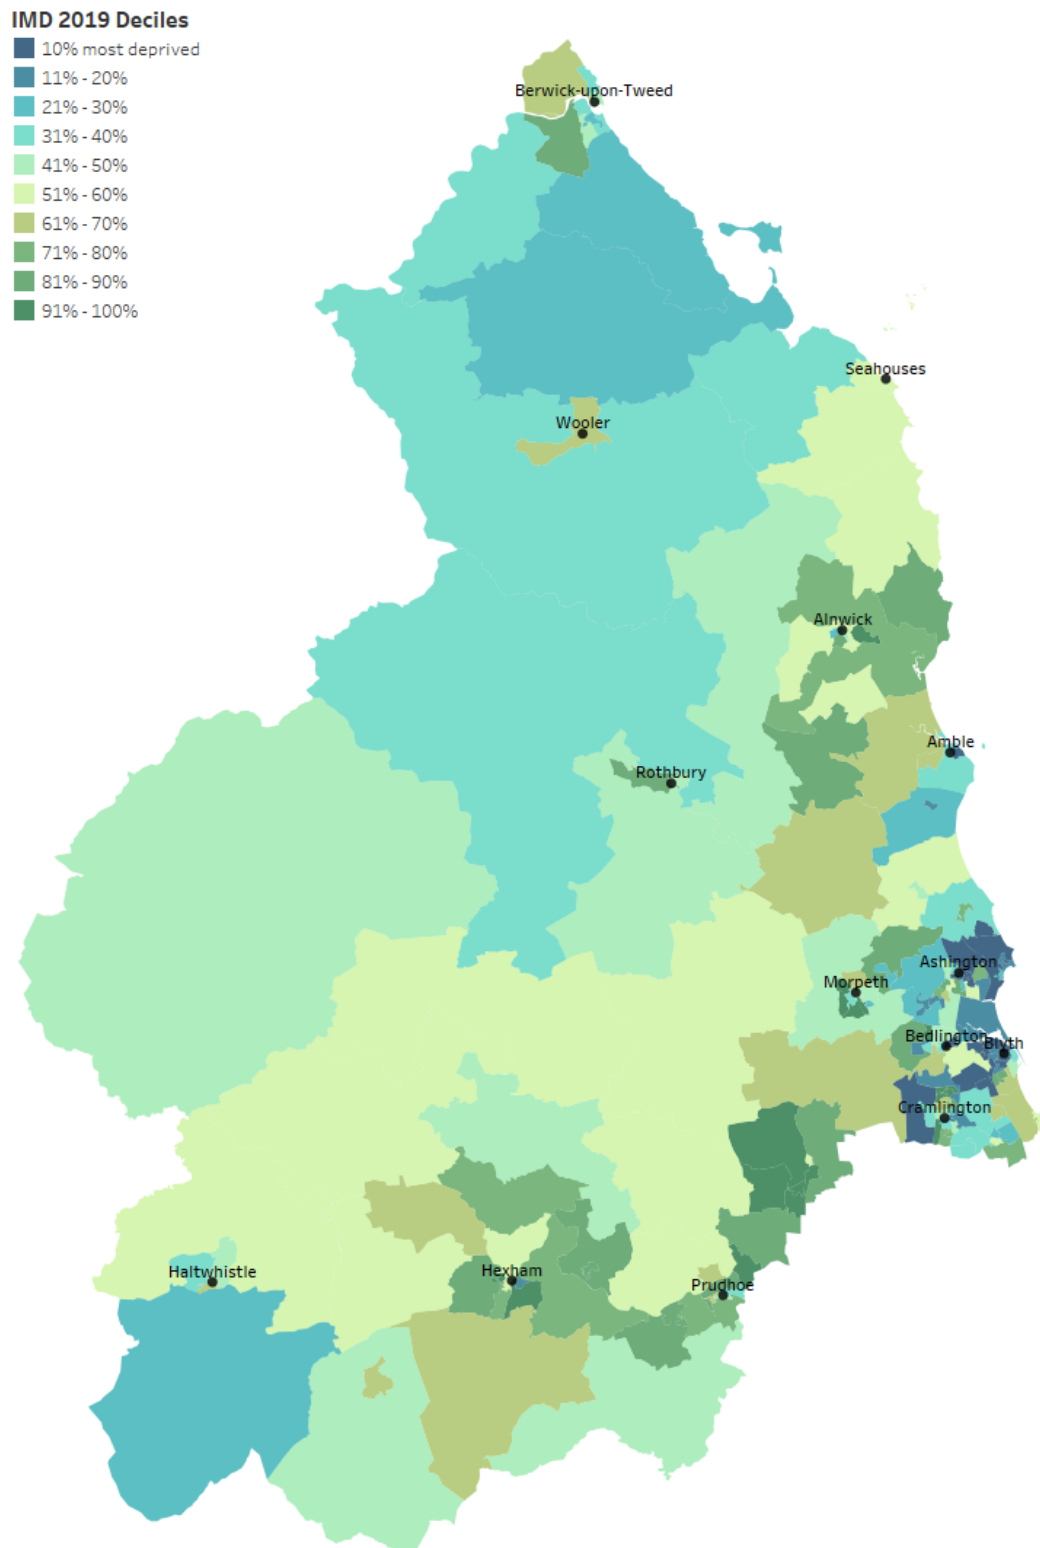 IMD 2019 Deciles
10% most deprived
11% - 20%
21% - 30%
31% - 40%
41% - 50%
51% - 60%
61% - 70%
71% - 80%
81% - 90%
91% - 100%
Berwick-upon-Tweed
Seahouses
Wooler
Alnwick
Amble
Rothbury
Ashington
Morpeth
Bedlington
Blyth
Cramlington
Haltwhistle
Hexham
Prudhoe